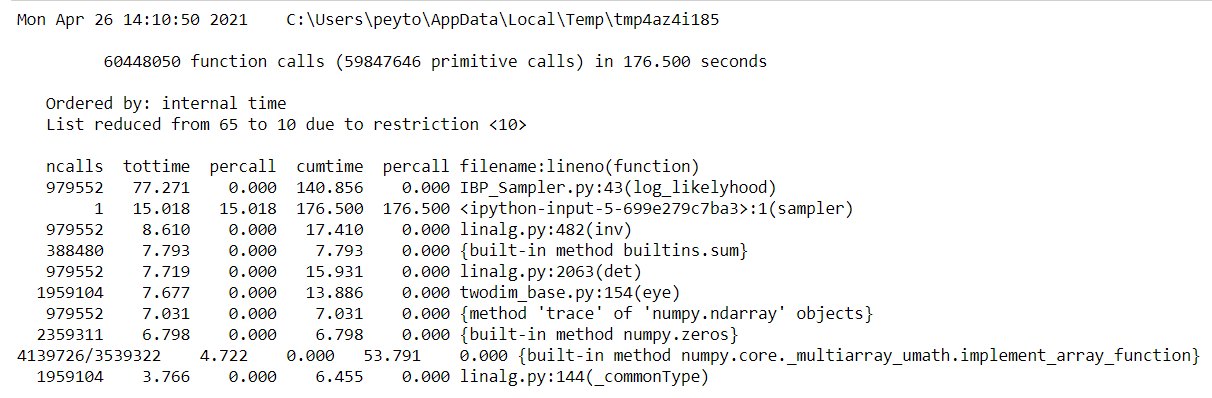 Mon Apr 26 14:10:50 2021    C:\Users\peyto\AppData\Local\Temp\tmp4az4i185
60448050 function calls (59847646 primitive calls) in 176.500 seconds
Ordered by: internal time
List reduced from 65 to 10 due to restriction <10>
ncalls  tottime  percall  cumtime  percall filename:lineno(function)
979552   77.271    0.000  140.856    0.000 IBP_Sampler.py:43(log_likelyhood)
1   15.018   15.018  176.500  176.500 <ipython-input-5-699e279c7ba3>:1(sampler)
979552    8.610    0.000   17.410    0.000 linalg.py:482(inv)
388480    7.793    0.000    7.793    0.000 {built-in method builtins.sum}
979552    7.719    0.000   15.931    0.000 linalg.py:2063(det)
1959104    7.677    0.000   13.886    0.000 twodim_base.py:154(eye)
979552    7.031    0.000    7.031    0.000 {method 'trace' of 'numpy.ndarray' objects}
2359311    6.798    0.000    6.798    0.000 {built-in method numpy.zeros}
4139726/3539322    4.722    0.000   53.791    0.000 {built-in method numpy.core._multiarray_umath.implement_array_function}
1959104    3.766    0.000    6.455    0.000 linalg.py:144(_commonType)